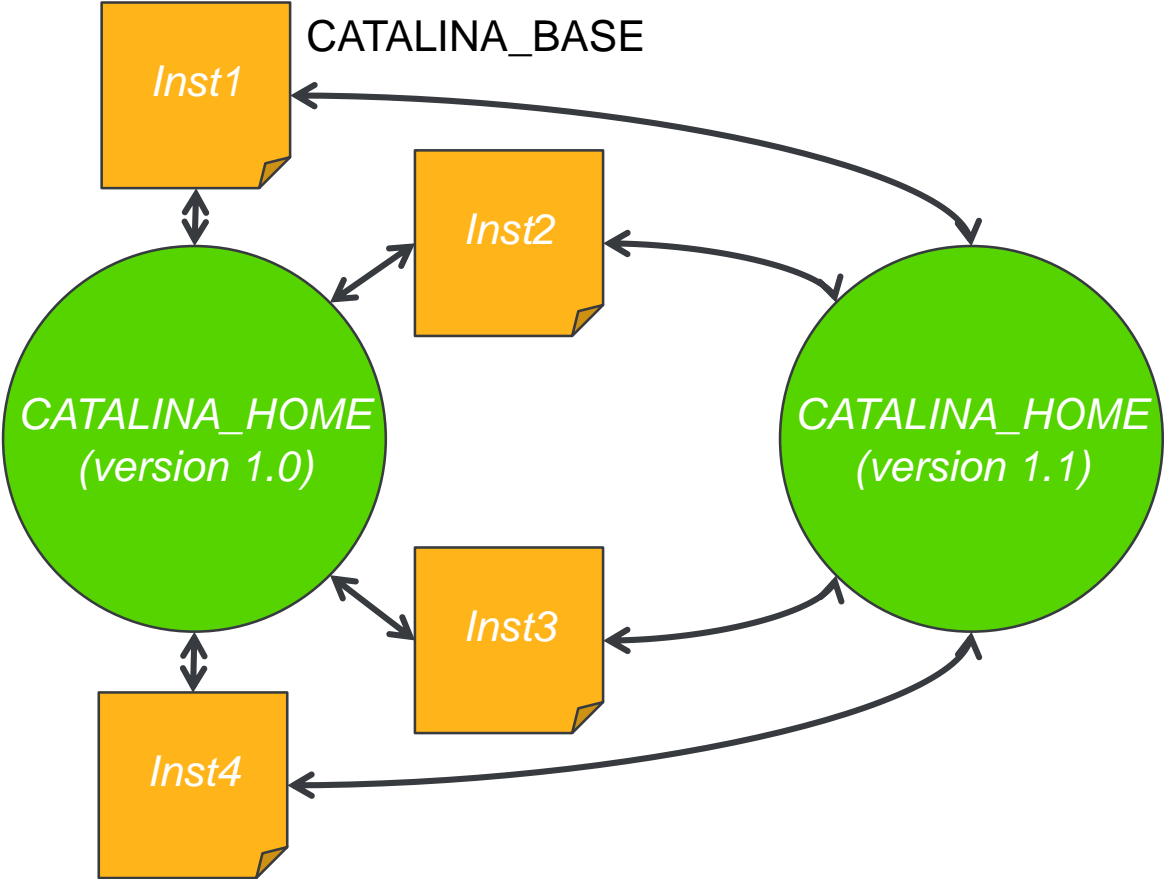 CATALINA_BASE
Inst1
Inst2
CATALINA_HOME
(version 1.0)
CATALINA_HOME
(version 1.1)
Inst3
Inst4